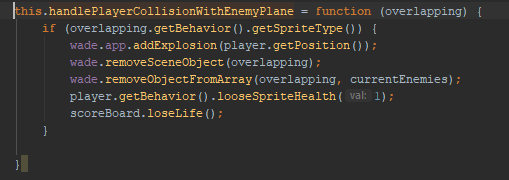 this.handlePlayerCollisionWithEnemyPlane = function (overlapping) {
if (overlapping.getBehavior().getSpriteType()) {
wade.app.addExplosion(player.getPosition());
wade.removeSceneObject(overlapping);
wade.removeObjectFromArray(overlapping, currentEnemies);
player.getBehavior().looseSpriteHealth( val: 1);
scoreBoard.loseLife();
}
}